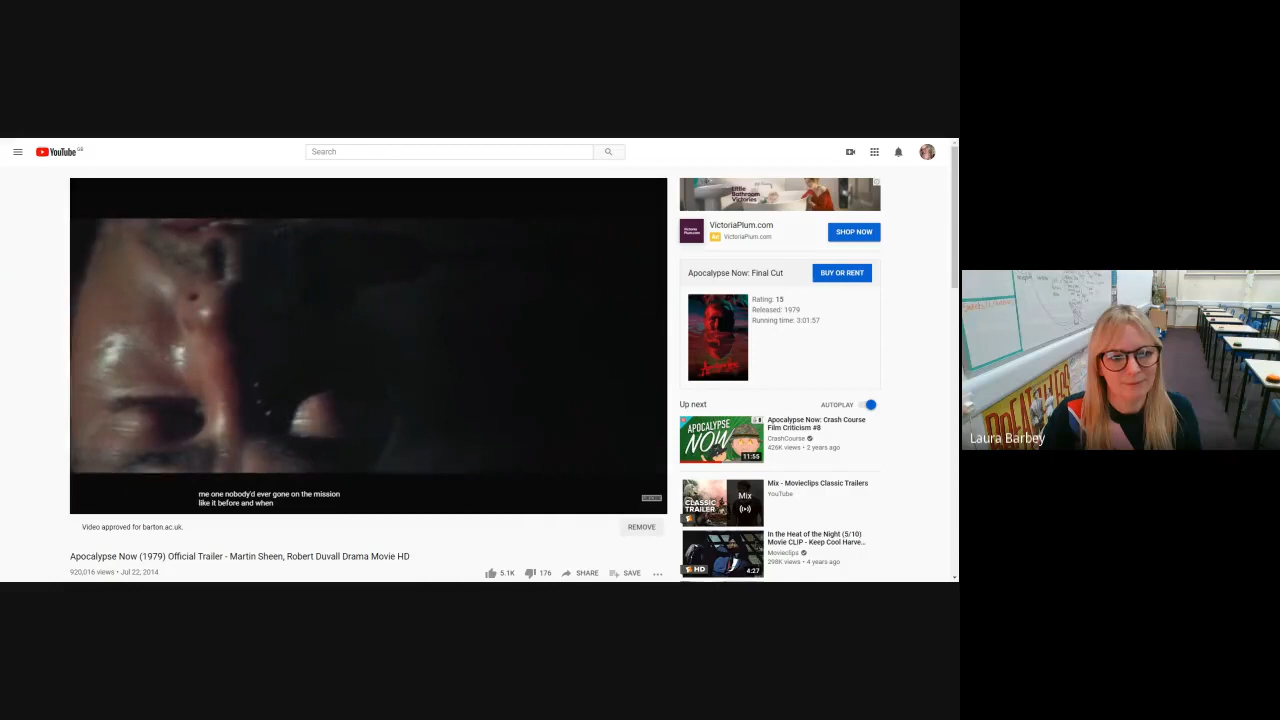 YouTube GB
Search
me one nobody'd ever gone on the mission
like it before and when
Video approved for barton.ac.uk.
REMOVE
Apocalypse Now (1979) Official Trailer - Martin Sheen, Robert Duvall Drama Movie HD
920,016 views • Jul 22, 2014
5.1K
176
SHARE
SAVE
Little
Bathroom
Victories
VictoriaPlum.com
Ad VictoriaPlum.com
SHOP NOW
Apocalypse Now: Final Cut
BUY OR RENT
Rating: 15
Released: 1979
Running time: 3:01:57
Up next
AUTOPLAY
APOCALYPSE
NOW
11:55
Apocalypse Now: Crash Course
Film Criticism #8
CrashCourse
426K views • 2 years ago
CLASSIC
TRAILER
Mix
Mix - Movieclips Classic Trailers
YouTube
HD
4:27
In the Heat of the Night (5/10)
Movie CLIP - Keep Cool Harve...
Movieclips
298K views • 4 years ago
BREATHLESS
Laura Barbey